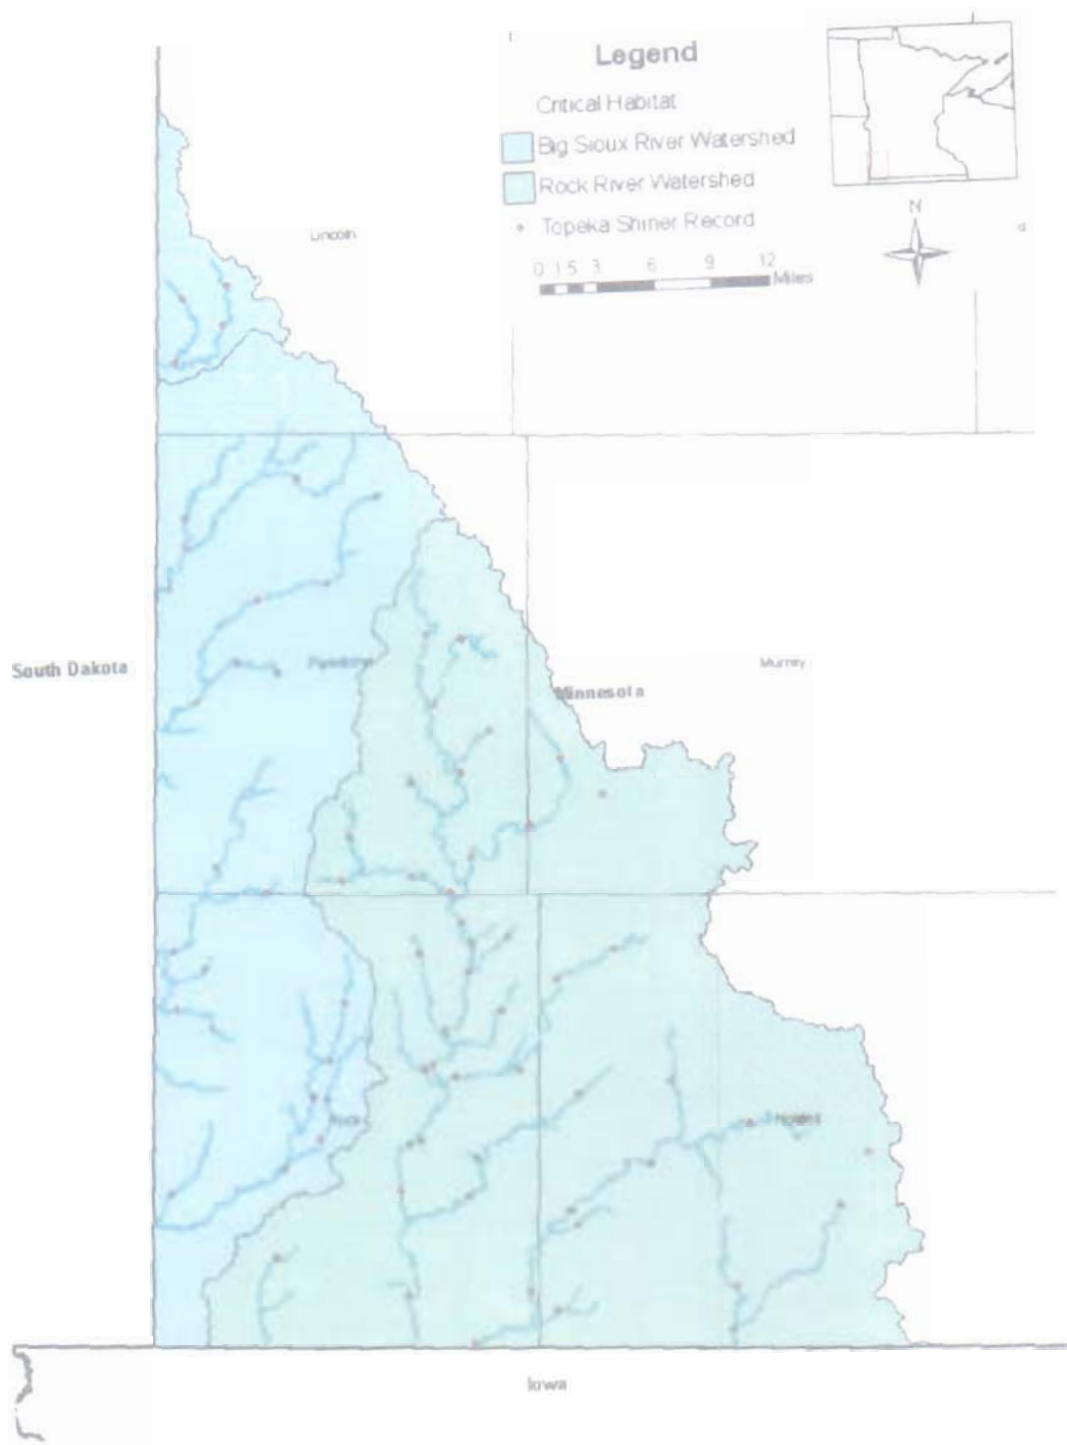 Legend
Critical Habitat
Big Sioux River Watershed
Rock River Watershed
Topeka Shiner Record
0 1.5 3 6 9 12
Miles
N
Lincoln
South Dakota
Pipestone
Murray
Minnesota
Rock
Nobles
Iowa